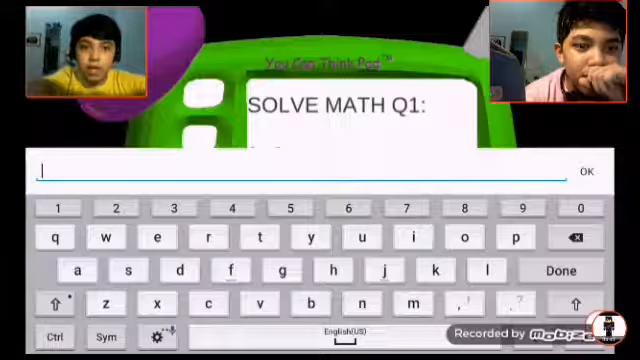 You Can Think Pad™
SOLVE MATH Q1:
OK
1 2 3 4 5 6 7 8 9 0
q w e r t y u i o p
a s d f g h j k l Done
z x c v b n m ,! .?
Ctrl Sym English(US)
Recorded by mobizen